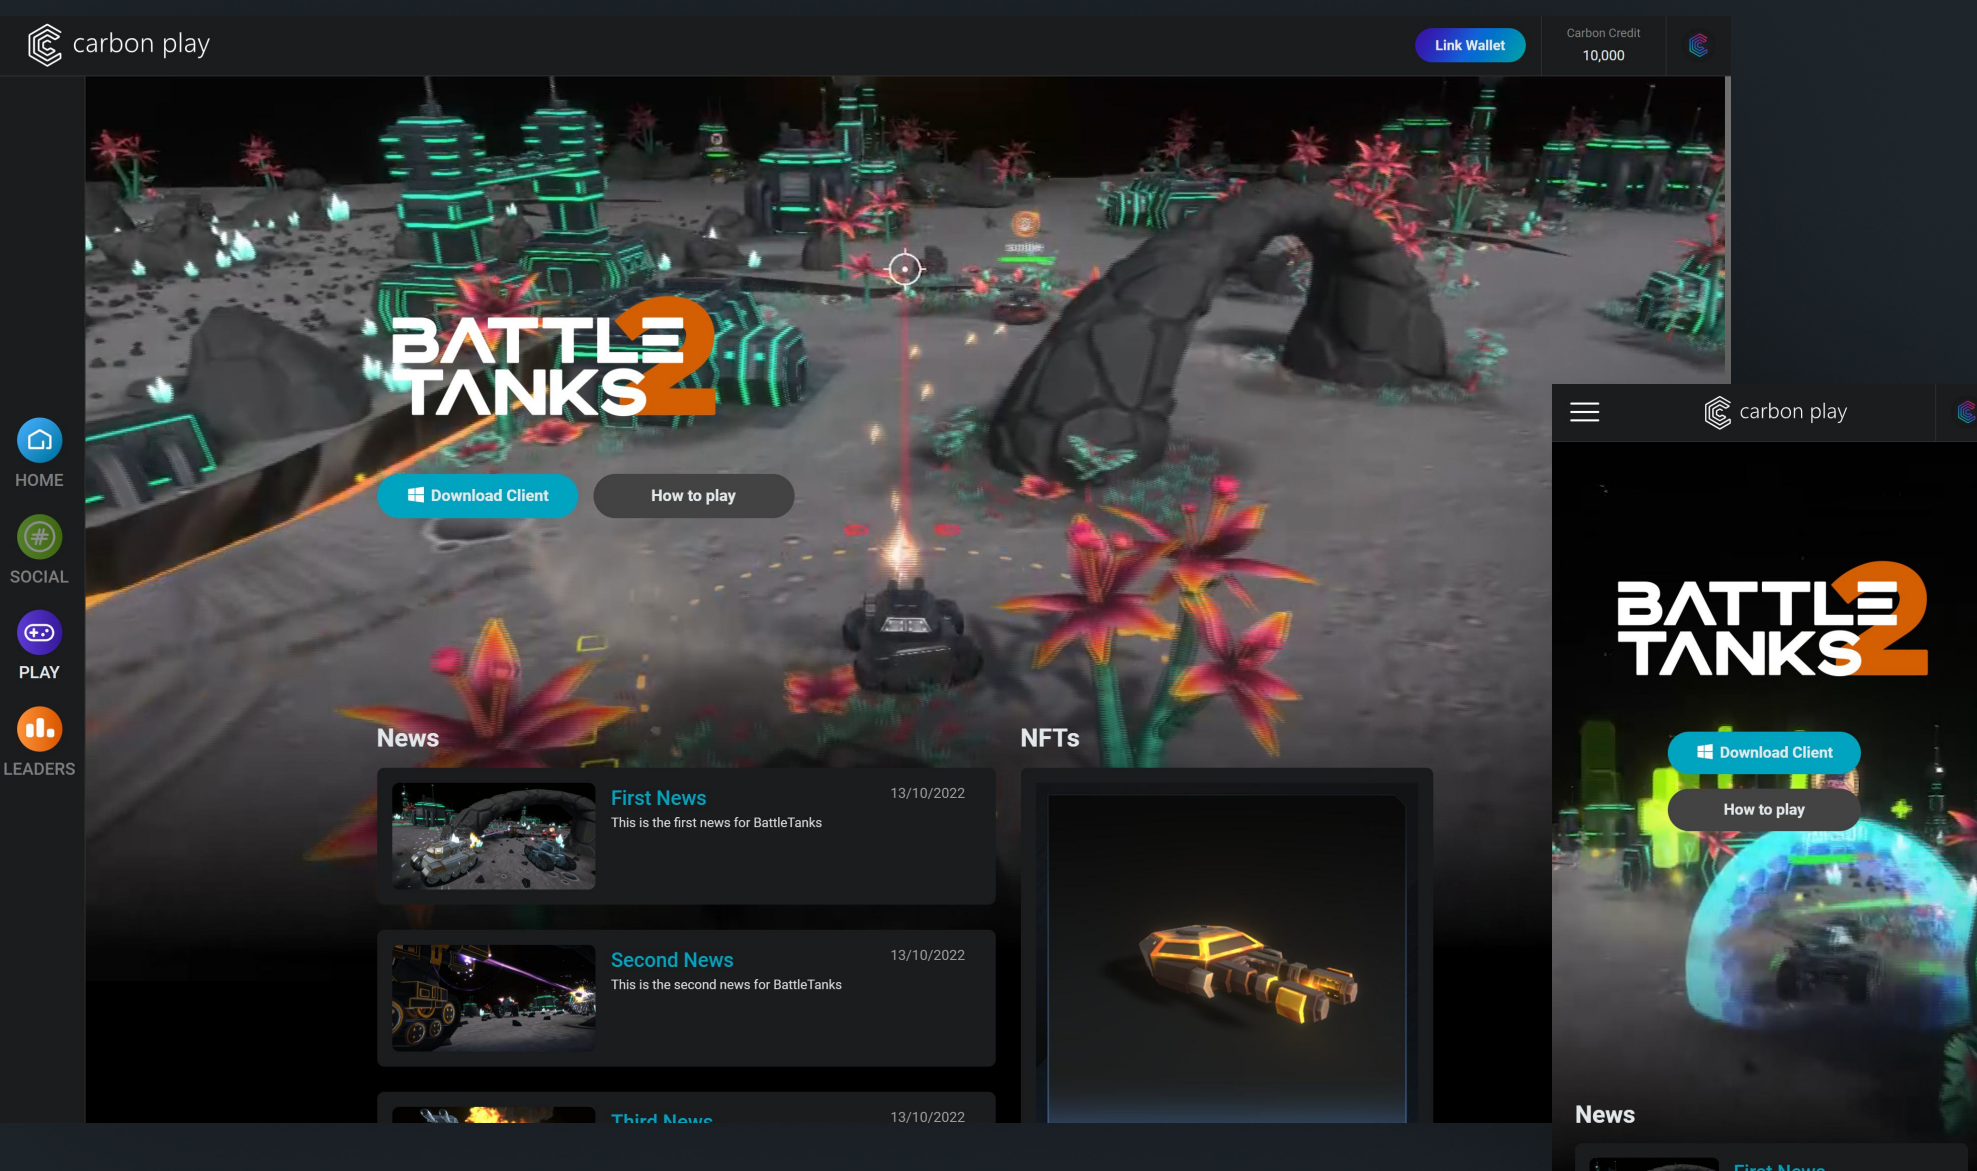 carbon play
Link Wallet
Carbon Credit
10,000
HOME
SOCIAL
PLAY
LEADERS
BATTLE
TANKS 2
Download Client
How to play
News
First News
13/10/2022
This is the first news for BattleTanks
Second News
13/10/2022
This is the second news for BattleTanks
Third News
13/10/2022
NFTs
carbon play
BATTLE
TANKS 2
Download Client
How to play
News
First News